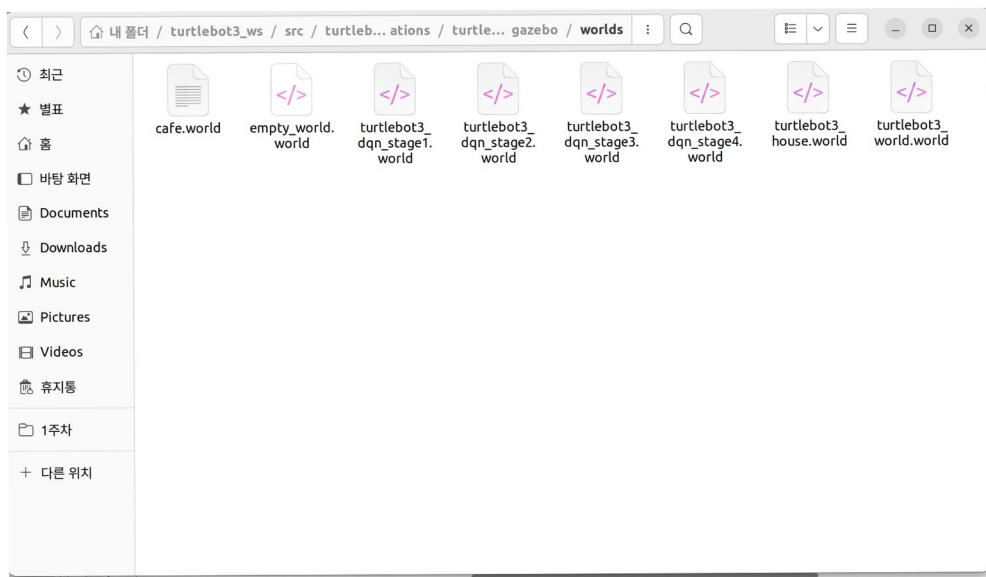 내 폴더 / turtlebot3_ws / src / turtleb... ations / turtle... gazebo / worlds
최근
별표
홈
바탕 화면
Documents
Downloads
Music
Pictures
Videos
휴지통
1주차
+ 다른 위치
cafe.world
empty_world.
world
turtlebot3_
dqn_stage1.
world
turtlebot3_
dqn_stage2.
world
turtlebot3_
dqn_stage3.
world
turtlebot3_
dqn_stage4.
world
turtlebot3_
house.world
turtlebot3_
world.world